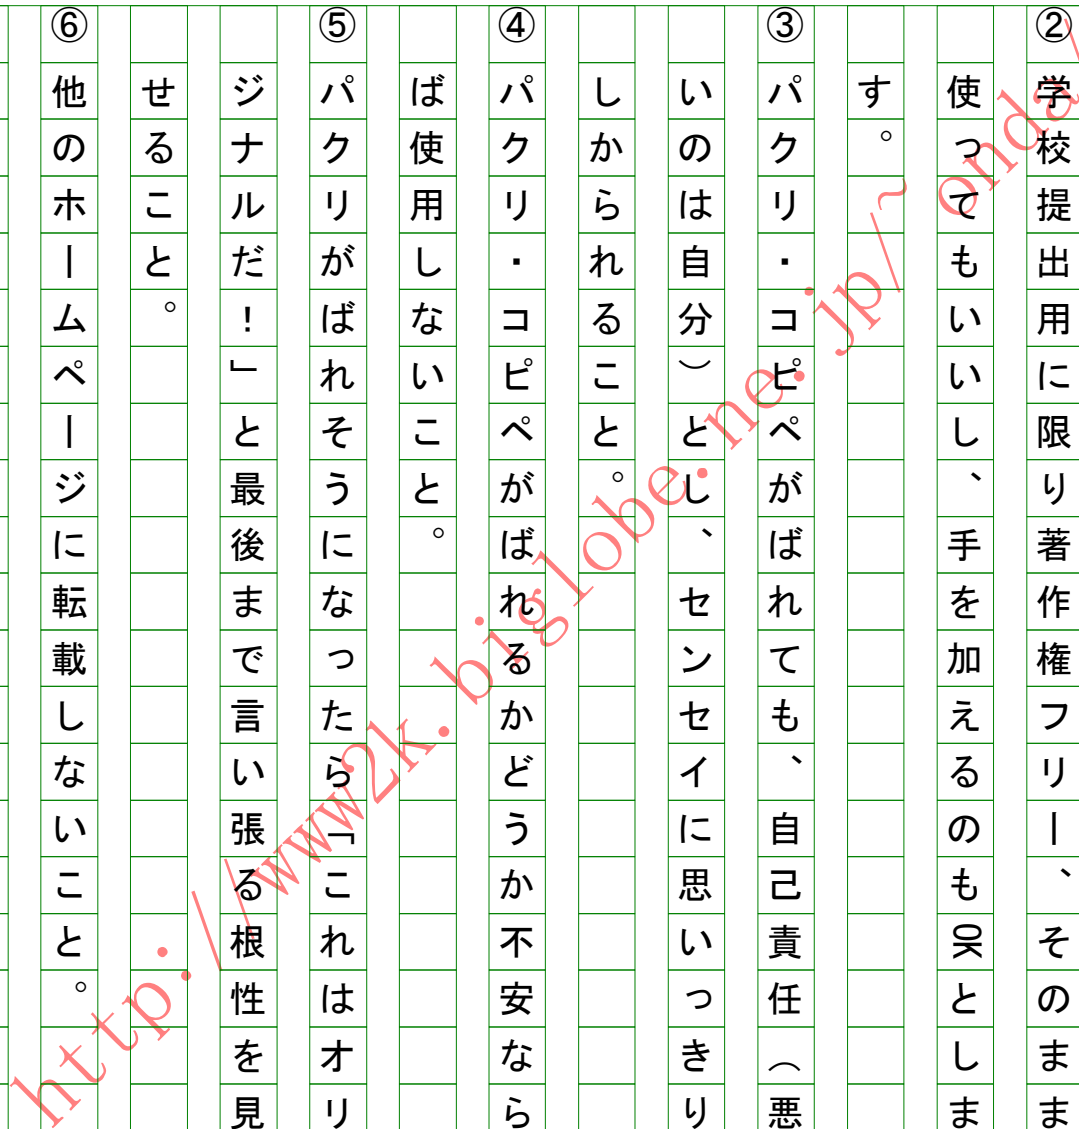 ②学校提出用に限り著作権フリー、そのまま
使ってもいいし、手を加えるのもOKとしま
す。
③パクリ・コピペがばれても、自己責任（悪
いのは自分）とし、センセイに思いっきり
しかられること。
④パクリ・コピペがばれるかどうか不安なら
ば使用しないこと。
⑤パクリがばれそうになったら「これはオリ
ジナルだ！」と最後まで言い張る根性を見
せること。
⑥他のホームページに転載しないこと。
http://www2k.biglobe.ne.jp/~onda/